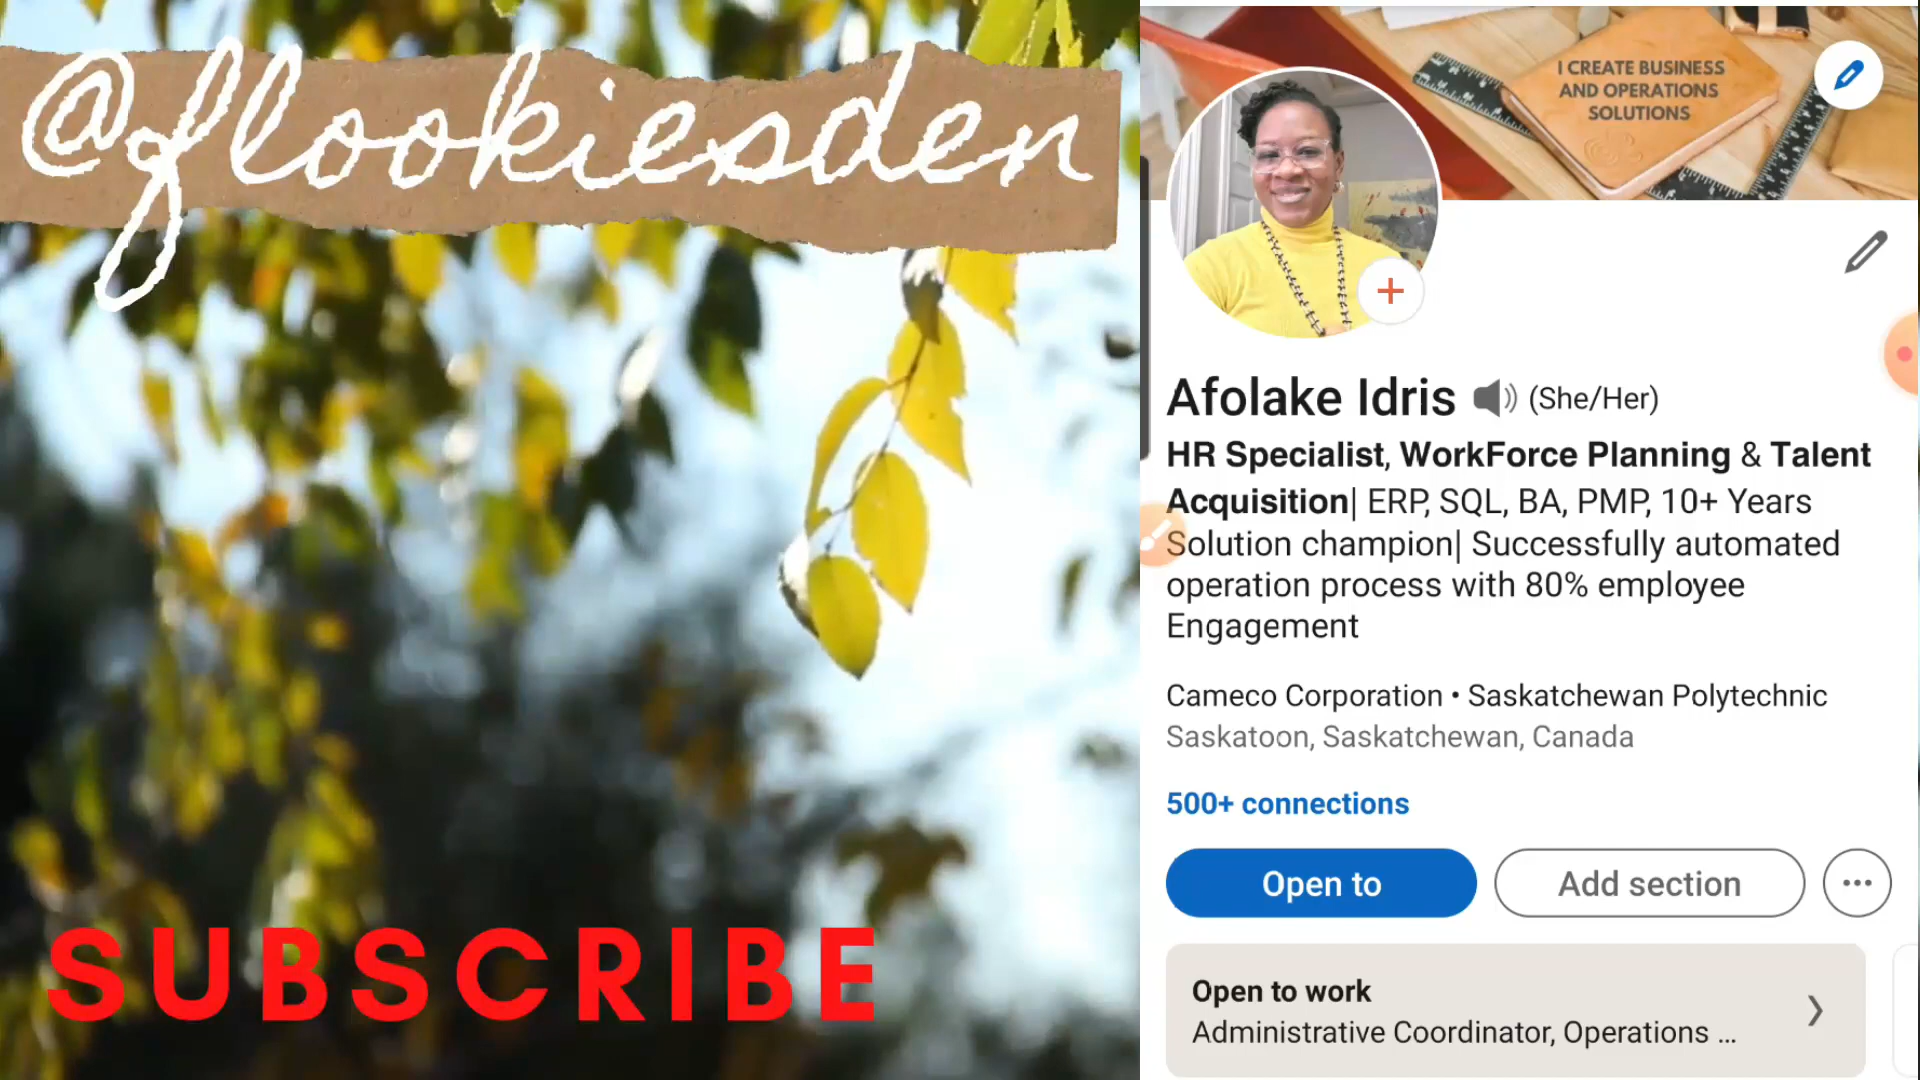 @flookiesden
SUBSCRIBE
I CREATE BUSINESS
AND OPERATIONS
SOLUTIONS
Afolake Idris (She/Her)
HR Specialist, WorkForce Planning & Talent
Acquisition| ERP, SQL, BA, PMP, 10+ Years
Solution champion| Successfully automated
operation process with 80% employee
Engagement
Cameco Corporation • Saskatchewan Polytechnic
Saskatoon, Saskatchewan, Canada
500+ connections
Open to
Add section
Open to work
Administrative Coordinator, Operations ...